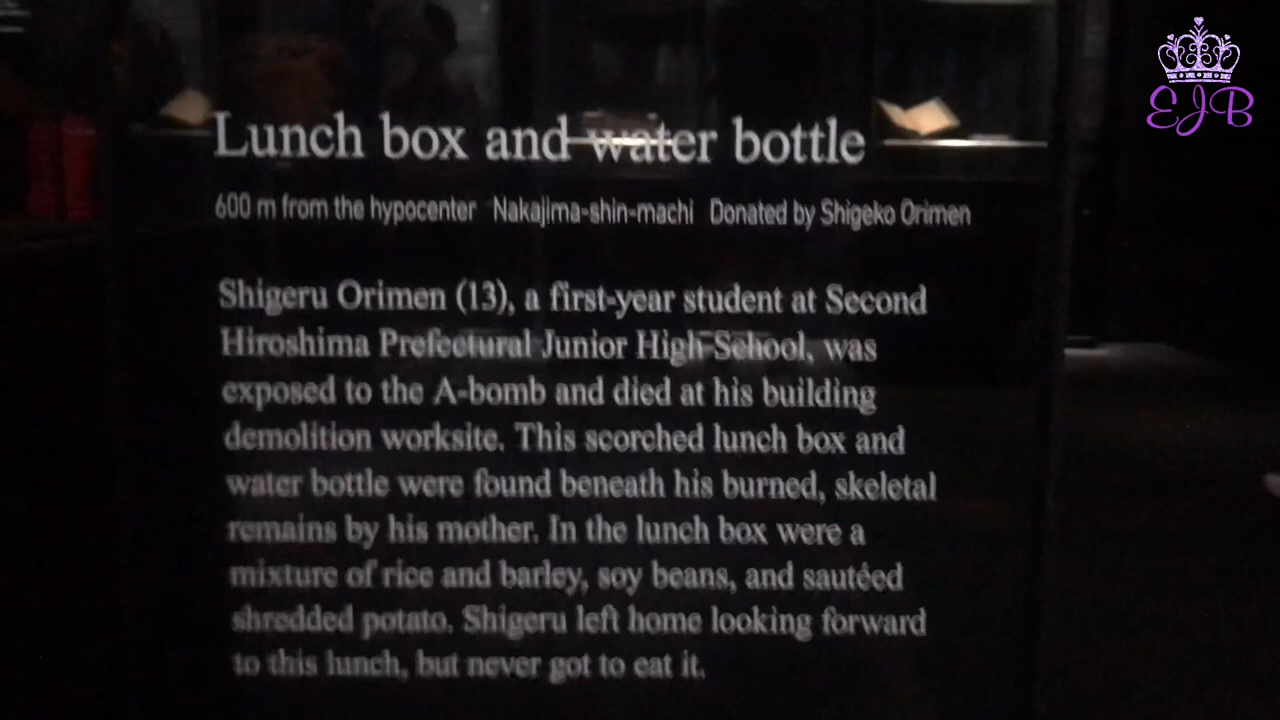 EJB
Lunch box and water bottle
600 m from the hypocenter Nakajima-shin-machi Donated by Shigeko Orimen
Shigeru Orimen (13), a first-year student at Second
Hiroshima Prefectural Junior High School, was
exposed to the A-bomb and died at his building
demolition worksite. This scorched lunch box and
water bottle were found beneath his burned, skeletal
remains by his mother. In the lunch box were a
mixture of rice and barley, soy beans, and sautéed
shredded potato. Shigeru left home looking forward
to this lunch, but never got to eat it.